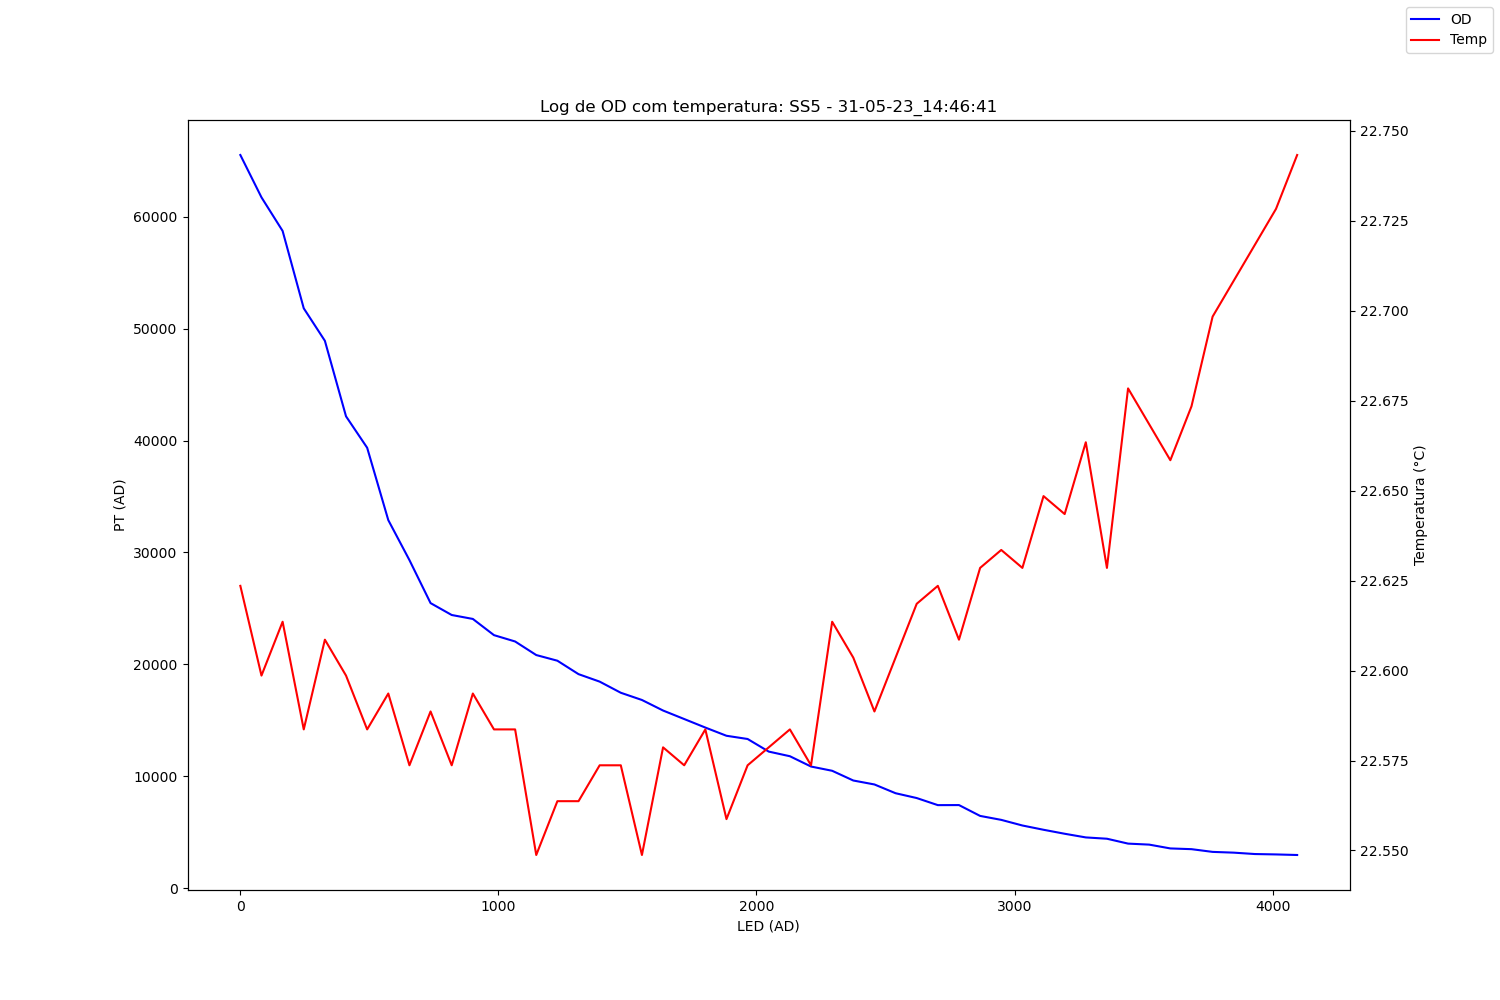 OD
Temp
Log de OD com temperatura: SS5 - 31-05-23_14:46:41
60000
50000
40000
30000
20000
10000
0
PT (AD)
0 1000 2000 3000 4000
LED (AD)
22.750
22.725
22.700
22.675
22.650
22.625
22.600
22.575
22.550
Temperatura (°C)